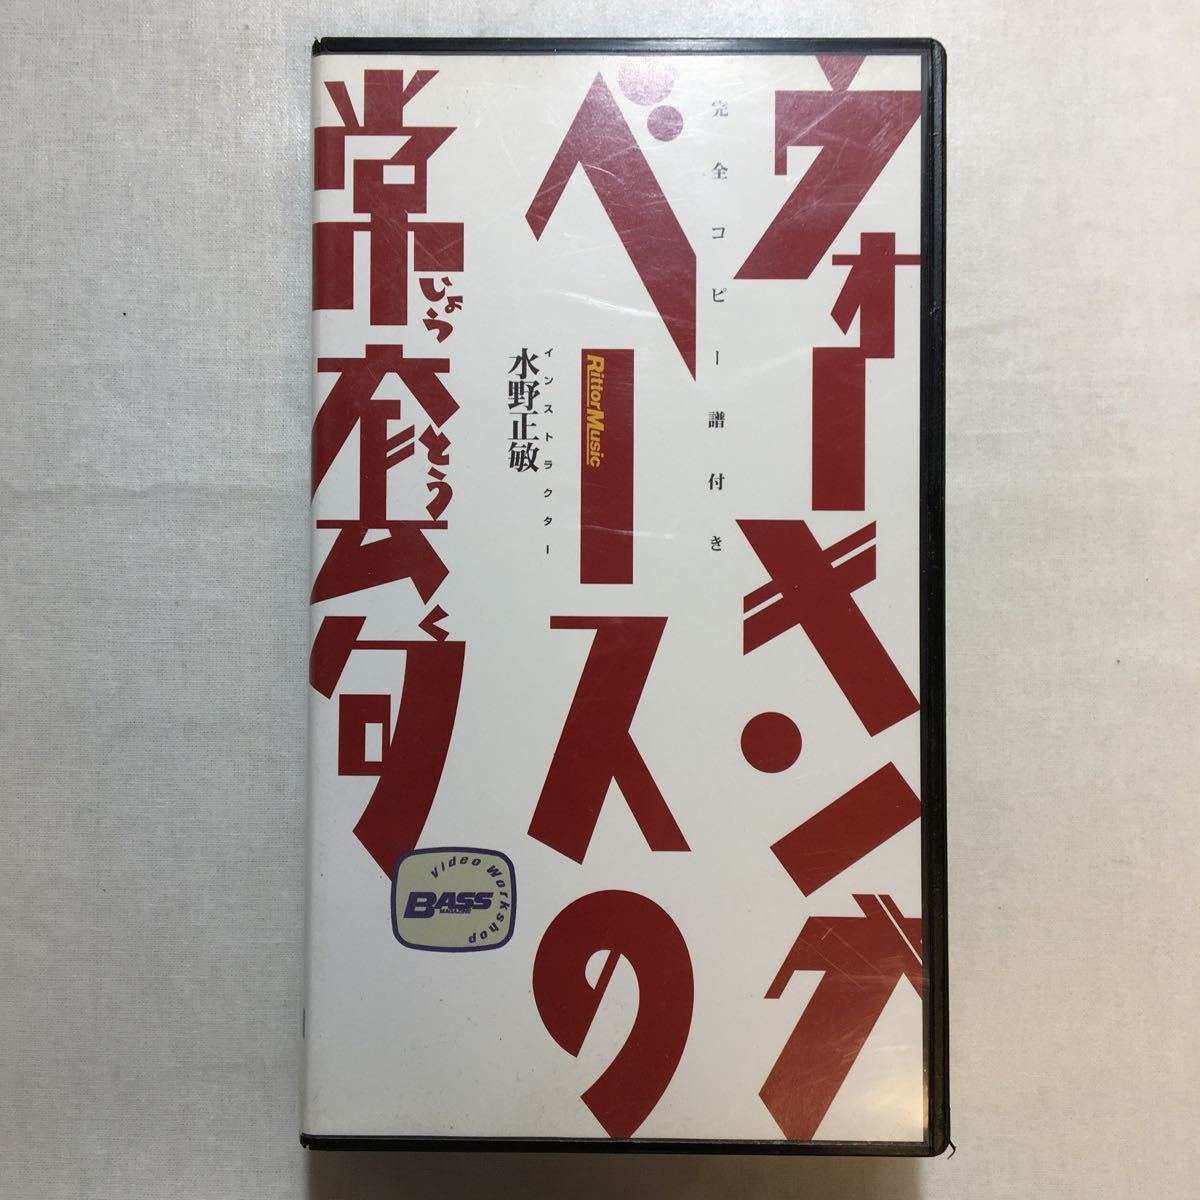 ウォーキング
完全コピー譜付き
ベースの
Rittor Music
インストラクター
水野正敏
常套句
じょう
とう
く
Video Workshop
BASS
MAGAZINE